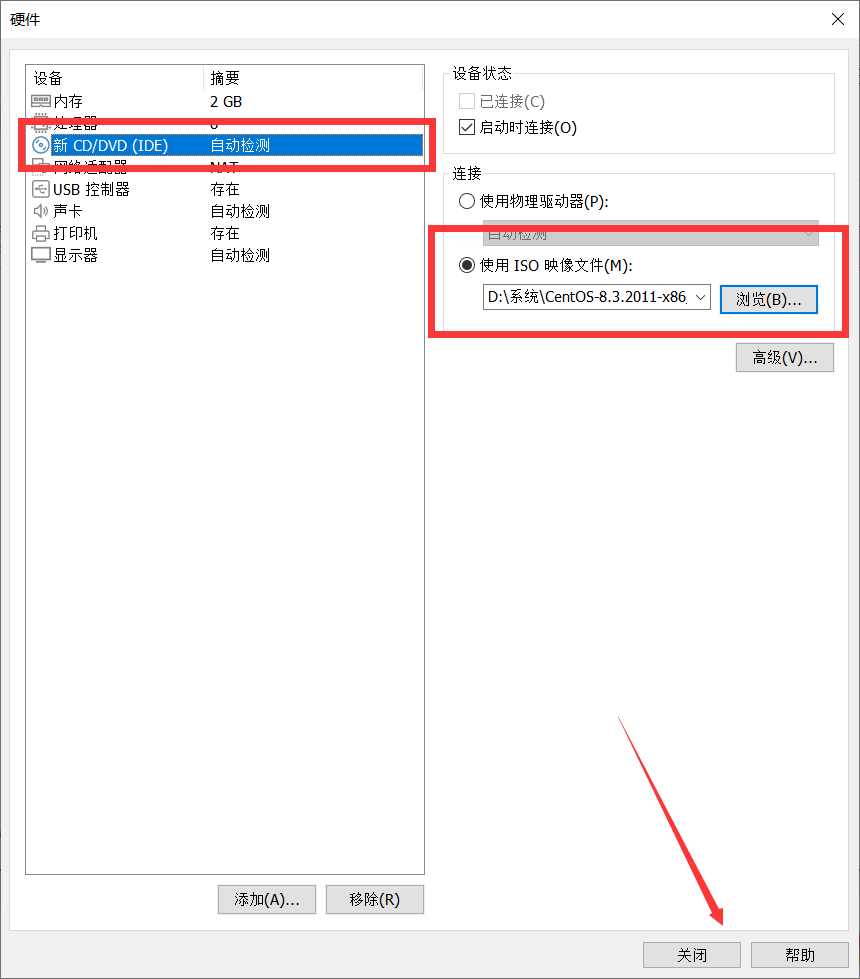 硬件
设备 摘要
内存 2 GB
处理器
新 CD/DVD (IDE) 自动检测
网络适配器 NAT
USB 控制器 存在
声卡 自动检测
打印机 存在
显示器 自动检测
添加(A)... 移除(R)
设备状态
已连接(C)
启动时连接(O)
连接
使用物理驱动器(P):
自动检测
使用 ISO 映像文件(M):
D:\系统\CentOS-8.3.2011-x86_
浏览(B)...
高级(V)...
关闭 帮助